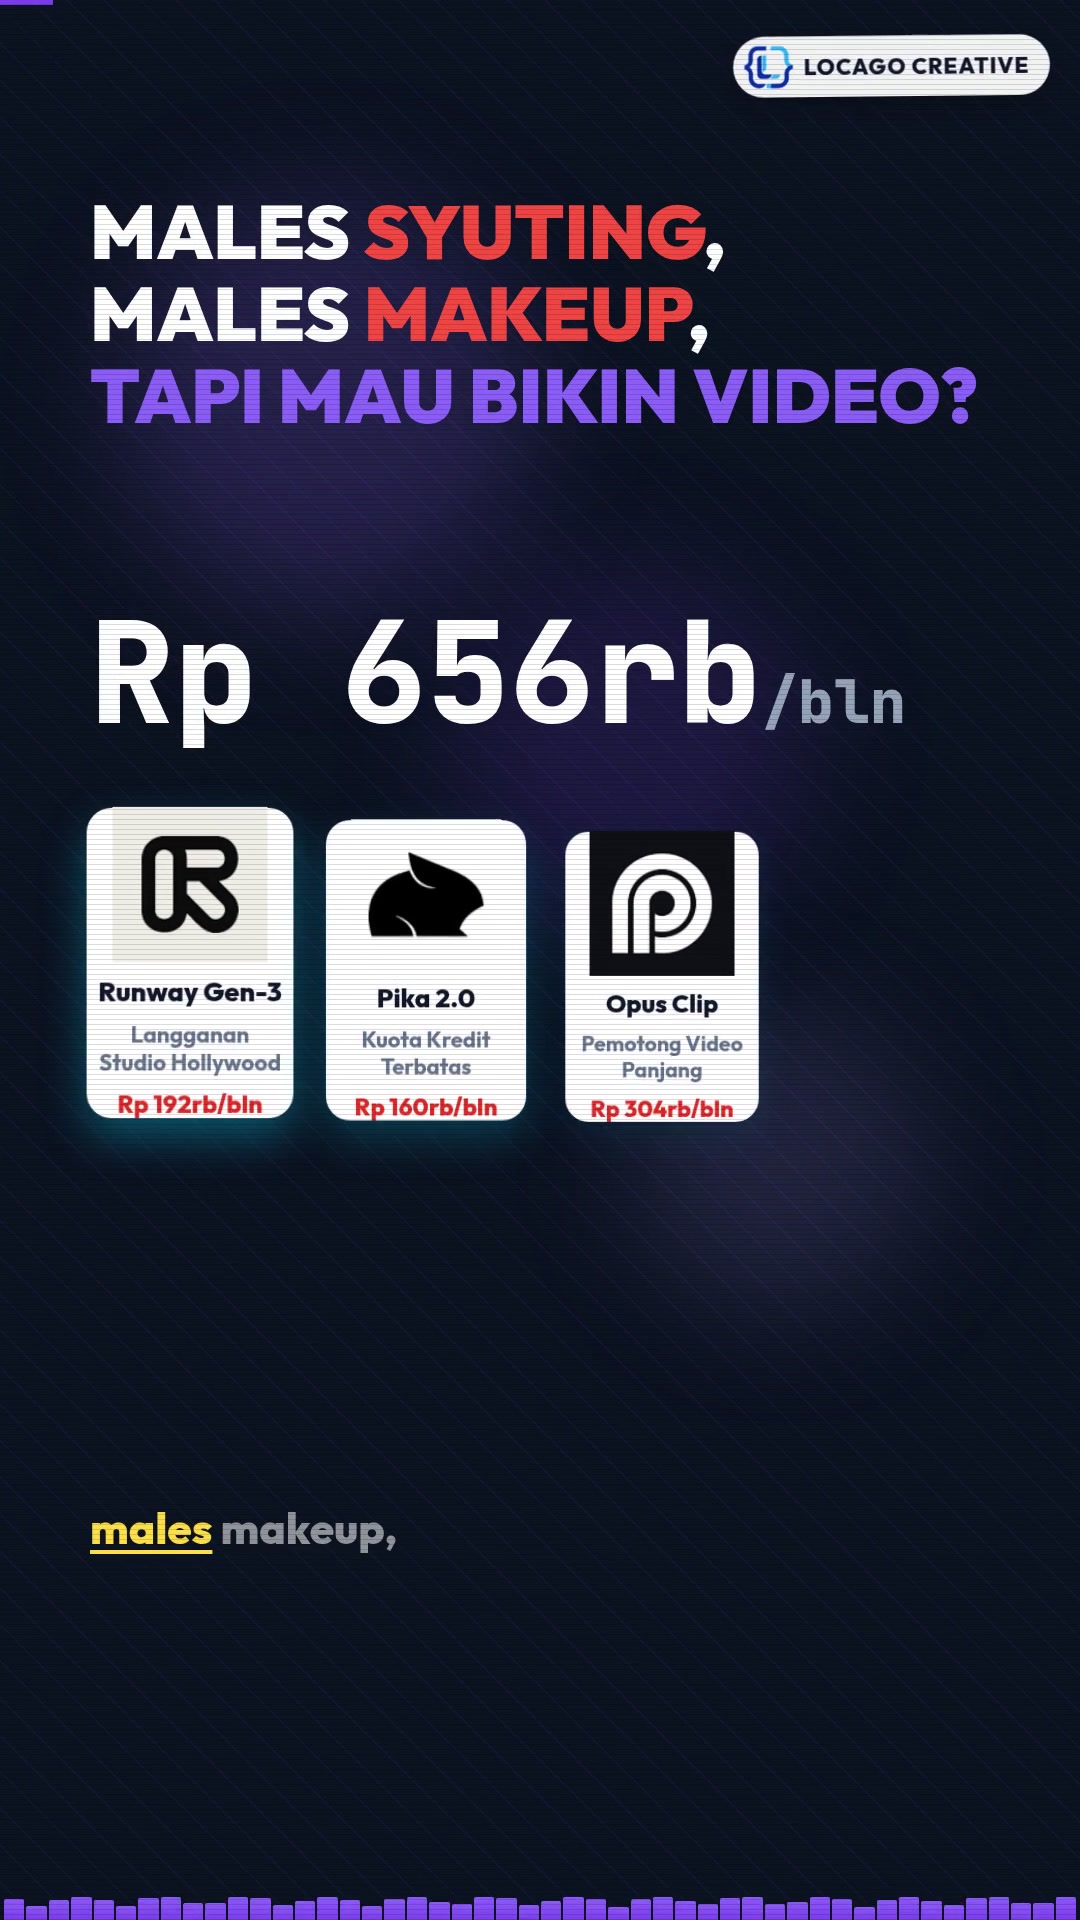 LOCAGO CREATIVE
MALES SYUTING,
MALES MAKEUP,
TAPI MAU BIKIN VIDEO?
Rp 656rb/bln
Runway Gen-3
Langganan
Studio Hollywood
Rp 192rb/bln
Pika 2.0
Kuota Kredit
Terbatas
Rp 160rb/bln
Opus Clip
Pemotong Video
Panjang
Rp 304rb/bln
males makeup,